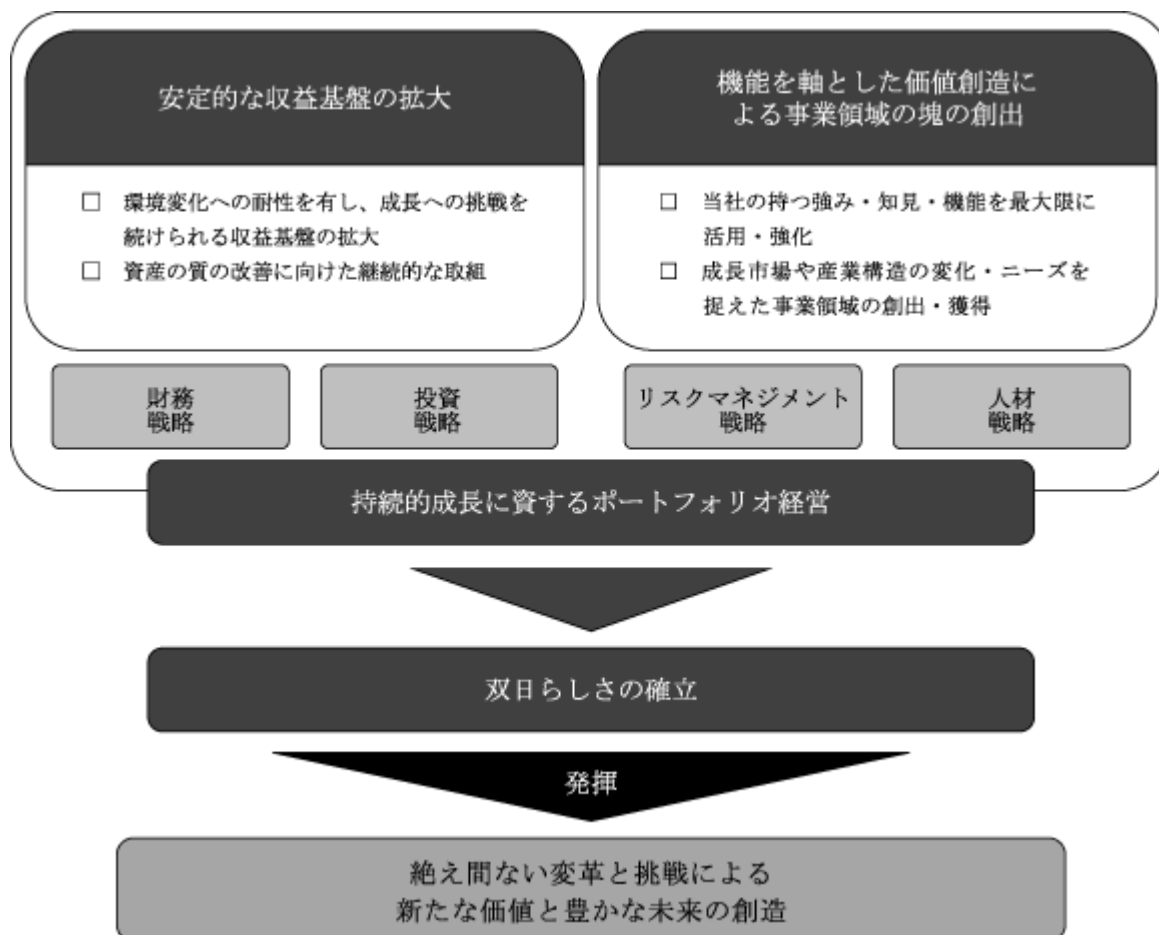 安定的な収益基盤の拡大
□ 環境変化への耐性を有し、成長への挑戦を
続けられる収益基盤の拡大
□ 資産の質の改善に向けた継続的な取組
機能を軸とした価値創造に
よる事業領域の塊の創出
□ 当社の持つ強み・知見・機能を最大限に
活用・強化
□ 成長市場や産業構造の変化・ニーズを
捉えた事業領域の創出・獲得
財務
戦略
投資
戦略
リスクマネジメント
戦略
人材
戦略
持続的成長に資するポートフォリオ経営
双日らしさの確立
発揮
絶え間ない変革と挑戦による
新たな価値と豊かな未来の創造